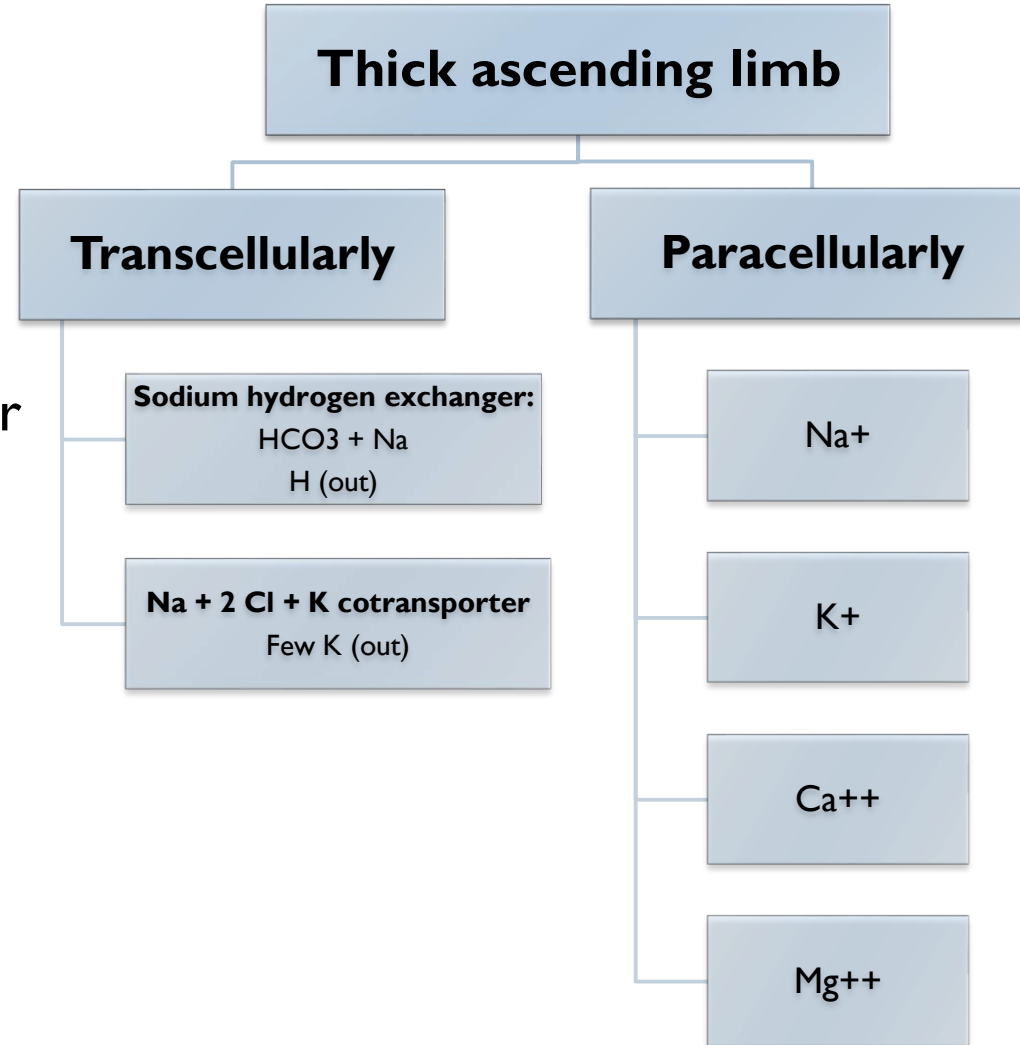 Thick ascending limb
Transcellularly
Paracellularly
Sodium hydrogen exchanger:
HCO3 + Na
H (out)
Na + 2 Cl + K cotransporter
Few K (out)
Na+
K+
Ca++
Mg++